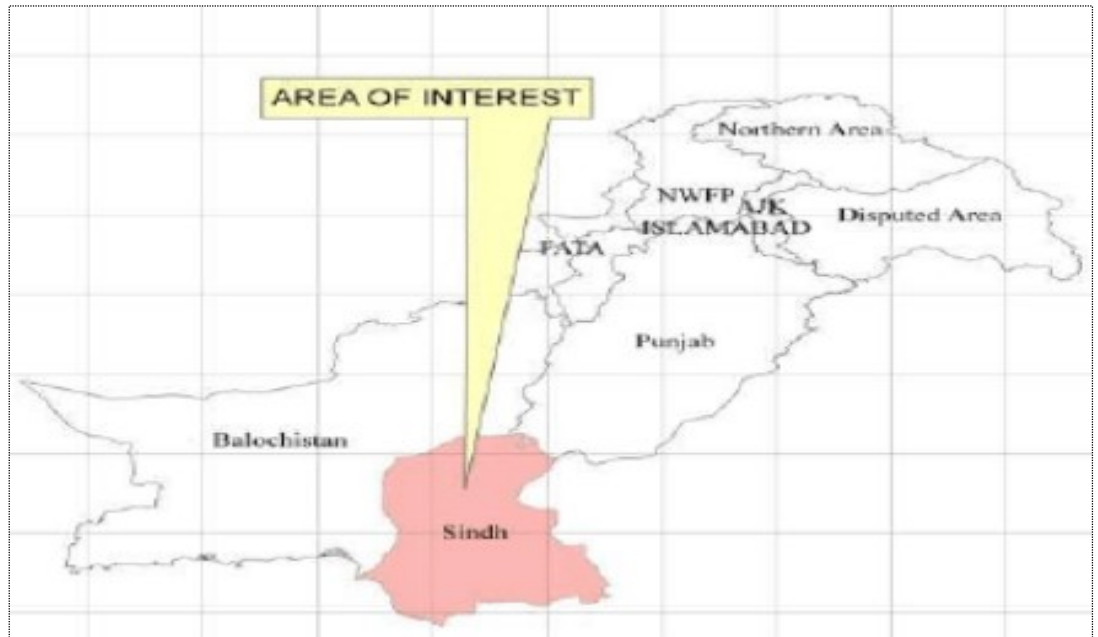 AREA OF INTEREST
Northern Area
NWFP
AJK
Disputed Area
ISLAMABAD
FATA
Punjab
Balochistan
Sindh